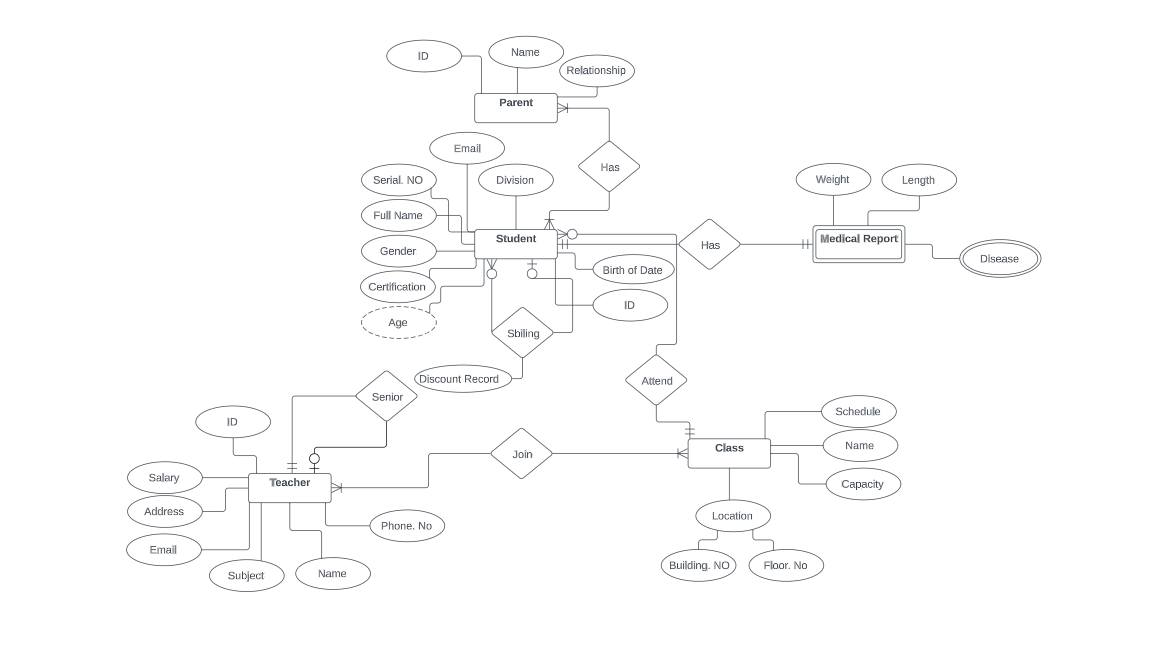 ID
Name
Relationship
Parent
Email
Has
Serial. NO
Division
Weight
Length
Full Name
Student
Medical Report
Gender
Has
Disease
Certification
Birth of Date
ID
Age
Sbiling
Discount Record
Attend
Senior
Schedule
ID
Name
Class
Join
Salary
Teacher
Capacity
Address
Location
Phone. No
Email
Building. NO
Floor. No
Subject
Name